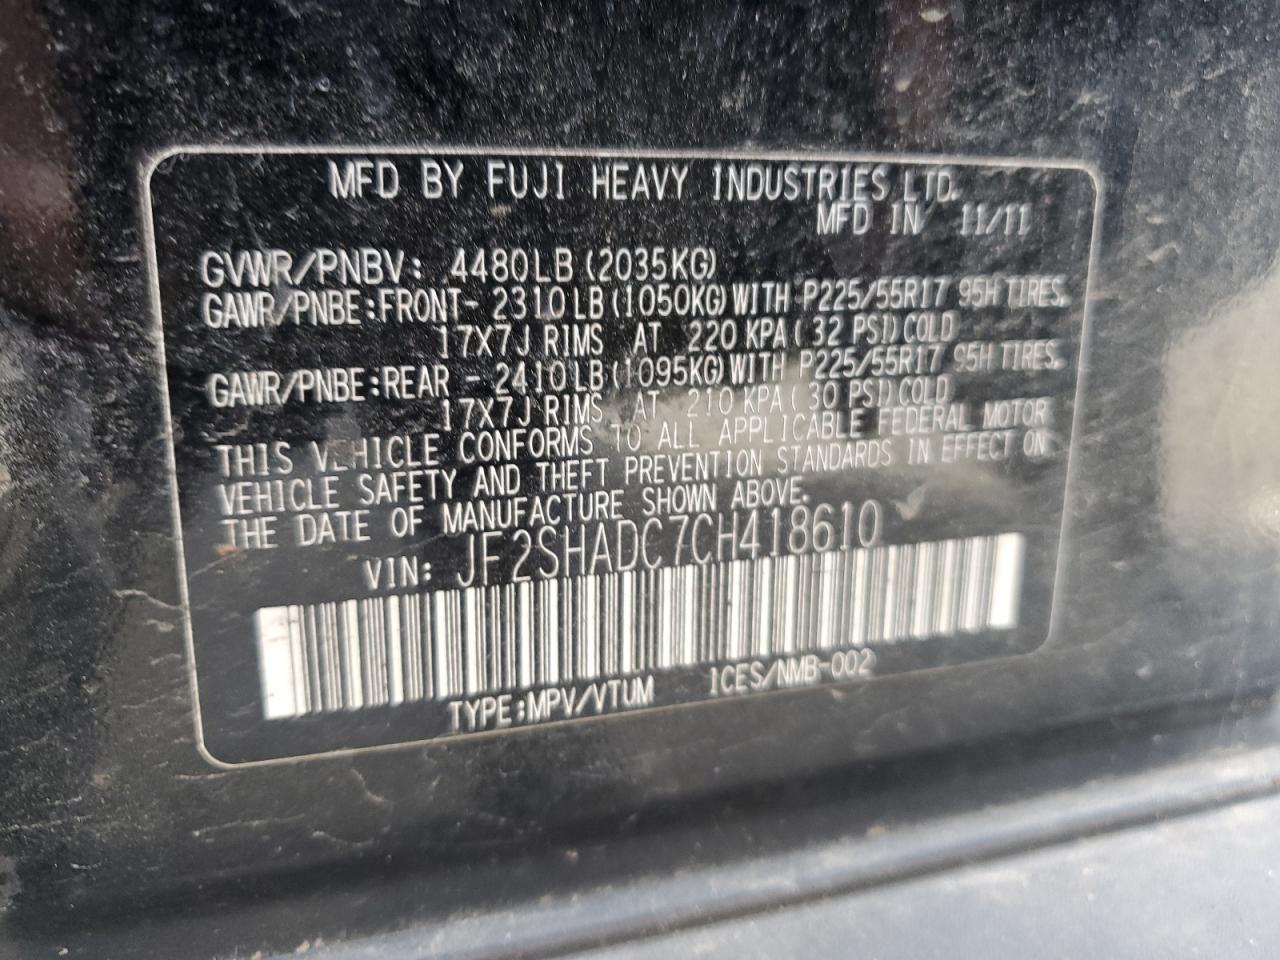 MFD BY FUJI HEAVY INDUSTRIES LTD.
MFD IN 11/11
GVWR/PNBV: 4480LB (2035KG)
GAWR/PNBE:FRONT- 2310LB (1050KG) WITH P225/55R17 95H TIRES.
17X7J RIMS AT 220 KPA ( 32 PSI) COLD
GAWR/PNBE:REAR - 2410LB (1095KG) WITH P225/55R17 95H TIRES.
17X7J RIMS AT 210 KPA ( 30 PSI) COLD
THIS VEHICLE CONFORMS TO ALL APPLICABLE FEDERAL MOTOR
VEHICLE SAFETY AND THEFT PREVENTION STANDARDS IN EFFECT ON
THE DATE OF MANUFACTURE SHOWN ABOVE.
VIN: JF2SHADC7CH418610
TYPE:MPV/VTUM ICES/NMB-002